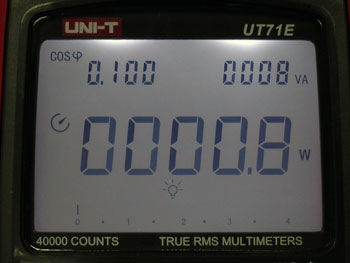 UNI-T UT71E
COSφ
0.100 0008 VA
0000.8 W
0 1 2 3 4
40000 COUNTS TRUE RMS MULTIMETERS